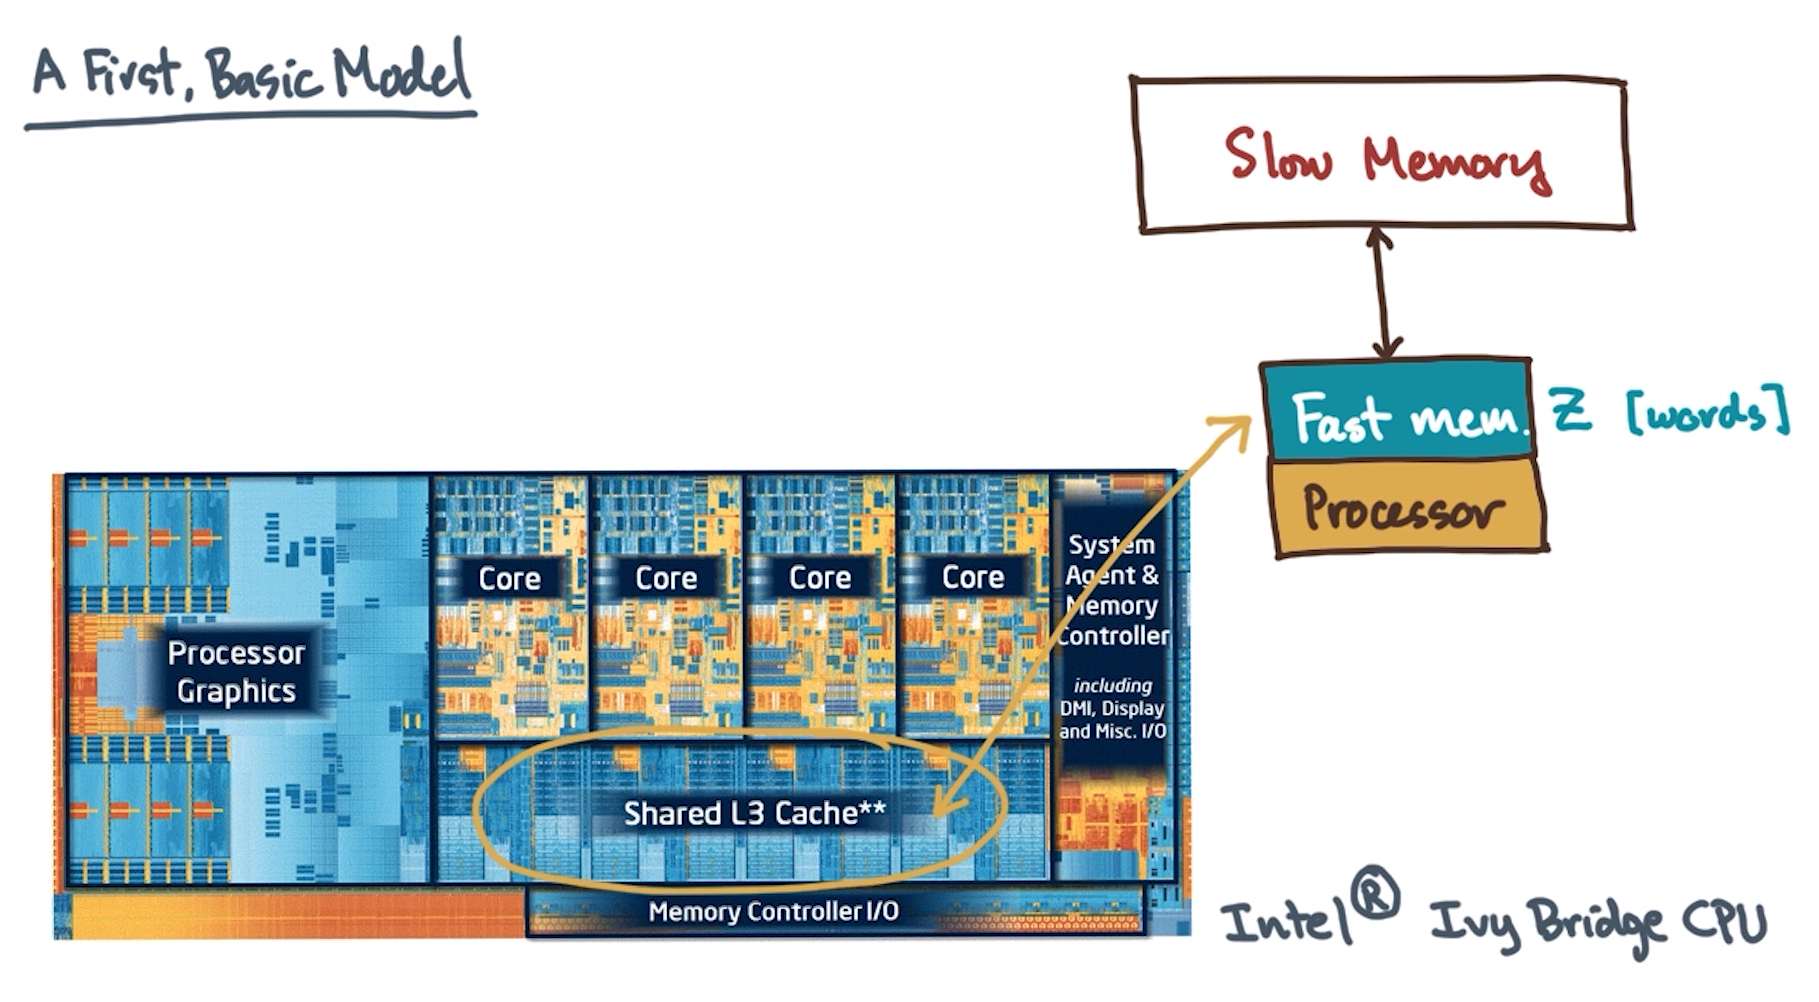 A First, Basic Model
Slow Memory
Fast mem.
Z [words]
Processor
Processor
Graphics
Core
Core
Core
Core
System
Agent &
Memory
Controller
including
DMI, Display
and Misc. I/O
Shared L3 Cache**
Memory Controller I/O
Intel® Ivy Bridge CPU